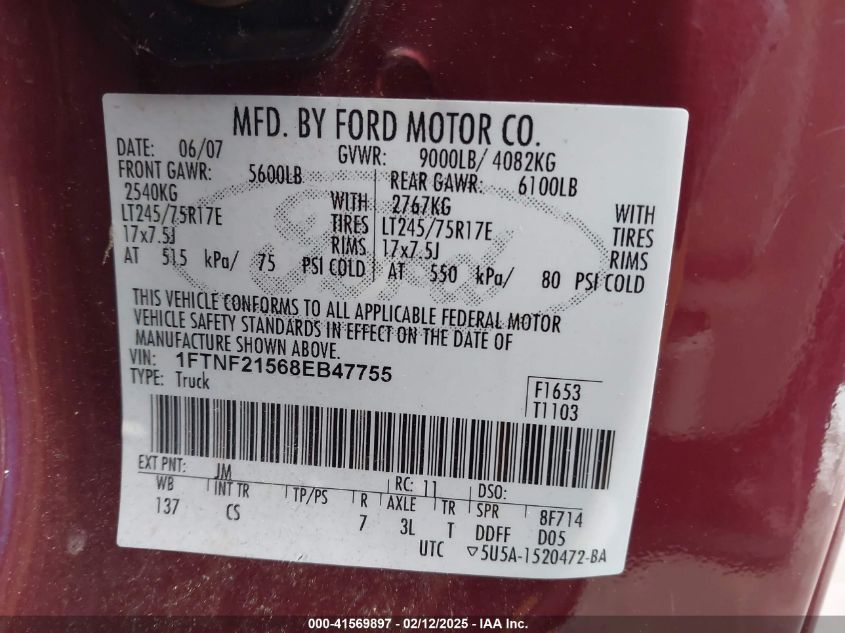 MFD. BY FORD MOTOR CO.
DATE: 06/07 GVWR: 9000LB/ 4082KG
FRONT GAWR: 5600LB REAR GAWR: 6100LB
2540KG WITH 2767KG WITH
LT245/75R17E TIRES LT245/75R17E TIRES
17x7.5J RIMS 17x7.5J RIMS
AT 515 kPa/ 75 PSI COLD AT 550 kPa/ 80 PSI COLD
Ford
THIS VEHICLE CONFORMS TO ALL APPLICABLE FEDERAL MOTOR
VEHICLE SAFETY STANDARDS IN EFFECT ON THE DATE OF
MANUFACTURE SHOWN ABOVE.
VIN: 1FTNF21568EB47755
TYPE: Truck
F1653
T1103
EXT PNT: JM RC: 11 DSO:
WB INT TR TP/PS R AXLE TR SPR 8F714
137 CS 7 3L T DDFF D05
UTC ▽5U5A-1520472-BA
000-41569897 - 02/12/2025 - IAA Inc.